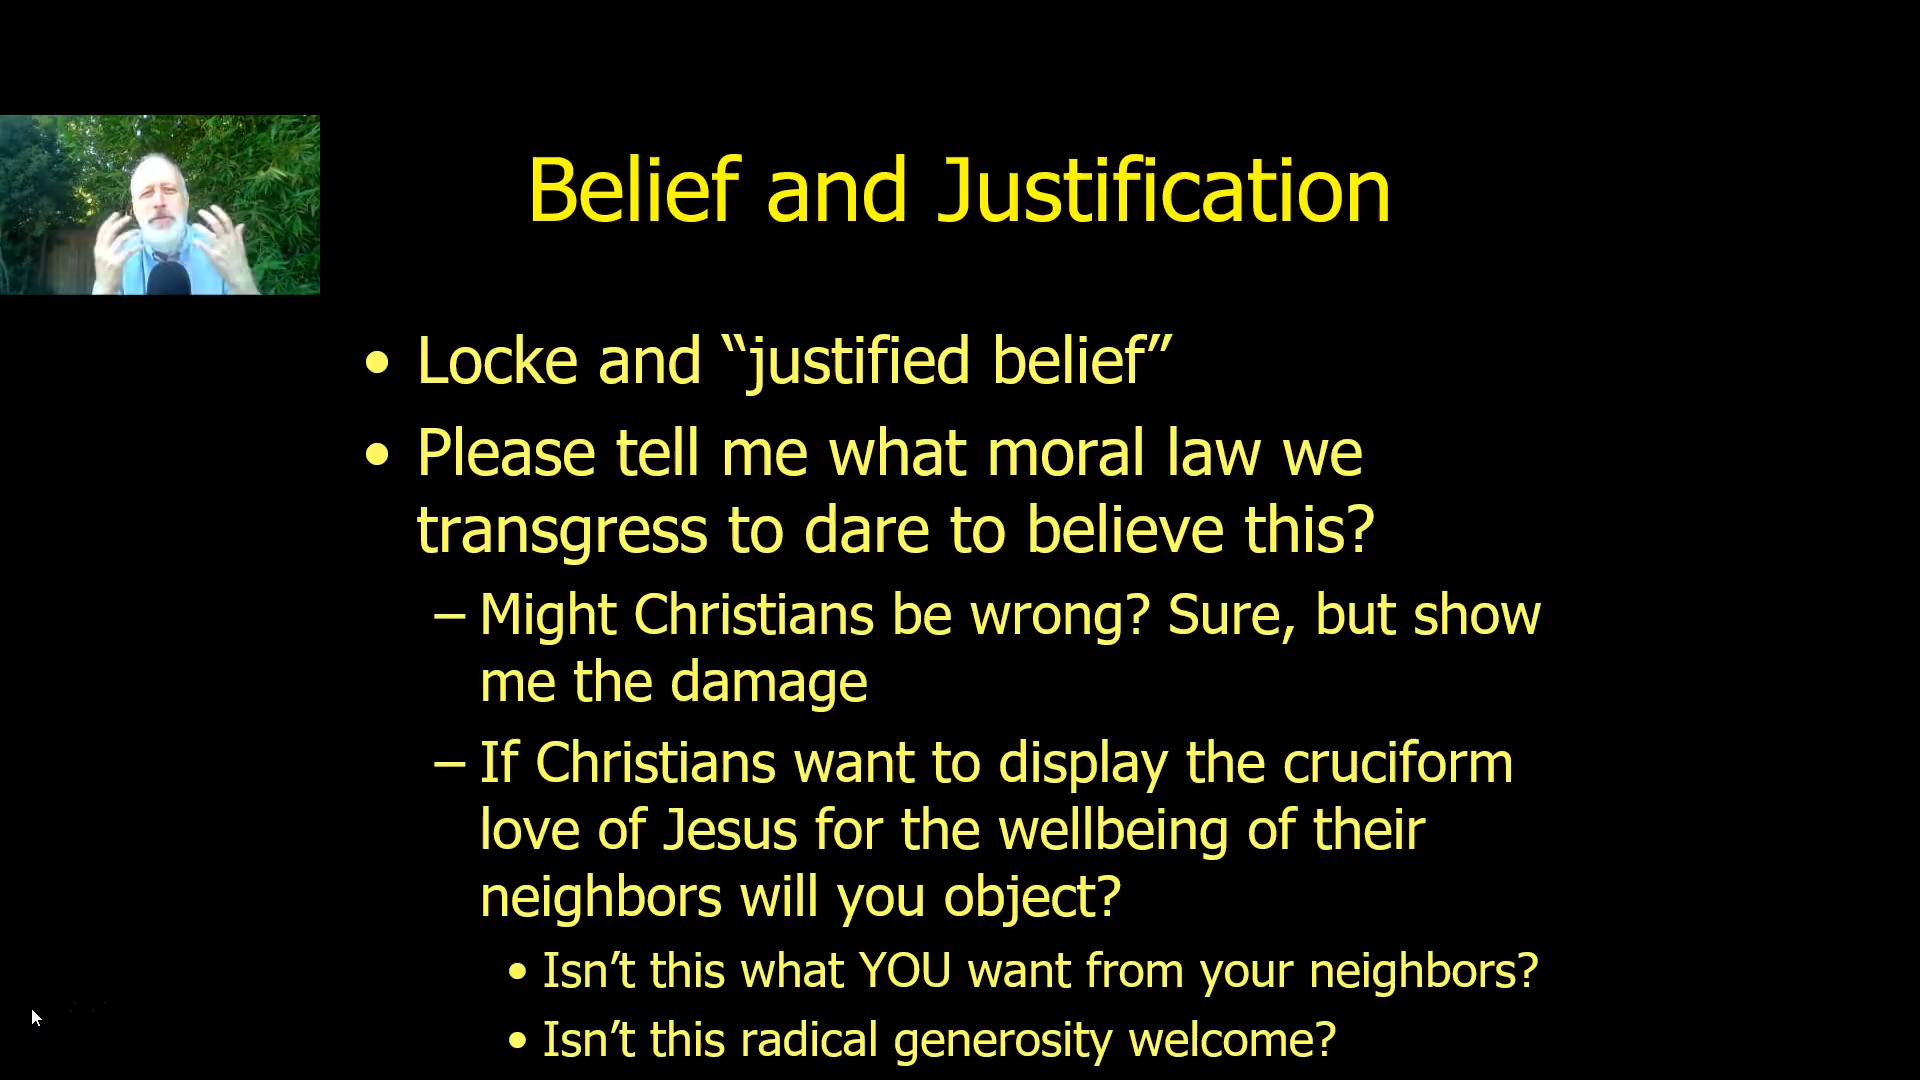 Belief and Justification
• Locke and “justified belief”
• Please tell me what moral law we
transgress to dare to believe this?
– Might Christians be wrong? Sure, but show
me the damage
– If Christians want to display the cruciform
love of Jesus for the wellbeing of their
neighbors will you object?
• Isn’t this what YOU want from your neighbors?
• Isn’t this radical generosity welcome?